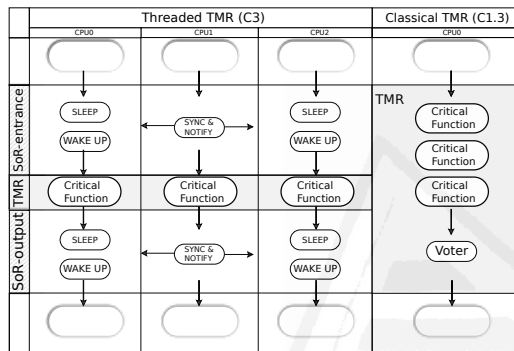 Threaded TMR (C3)
Classical TMR (C1.3)
CPU0
CPU1
CPU2
CPU0
SoR-entrance
SLEEP
WAKE UP
SYNC &
NOTIFY
SLEEP
WAKE UP
TMR
Critical
Function
Critical
Function
Critical
Function
TMR
Critical
Function
Critical
Function
Critical
Function
SoR-output
SLEEP
WAKE UP
SYNC &
NOTIFY
SLEEP
WAKE UP
Voter